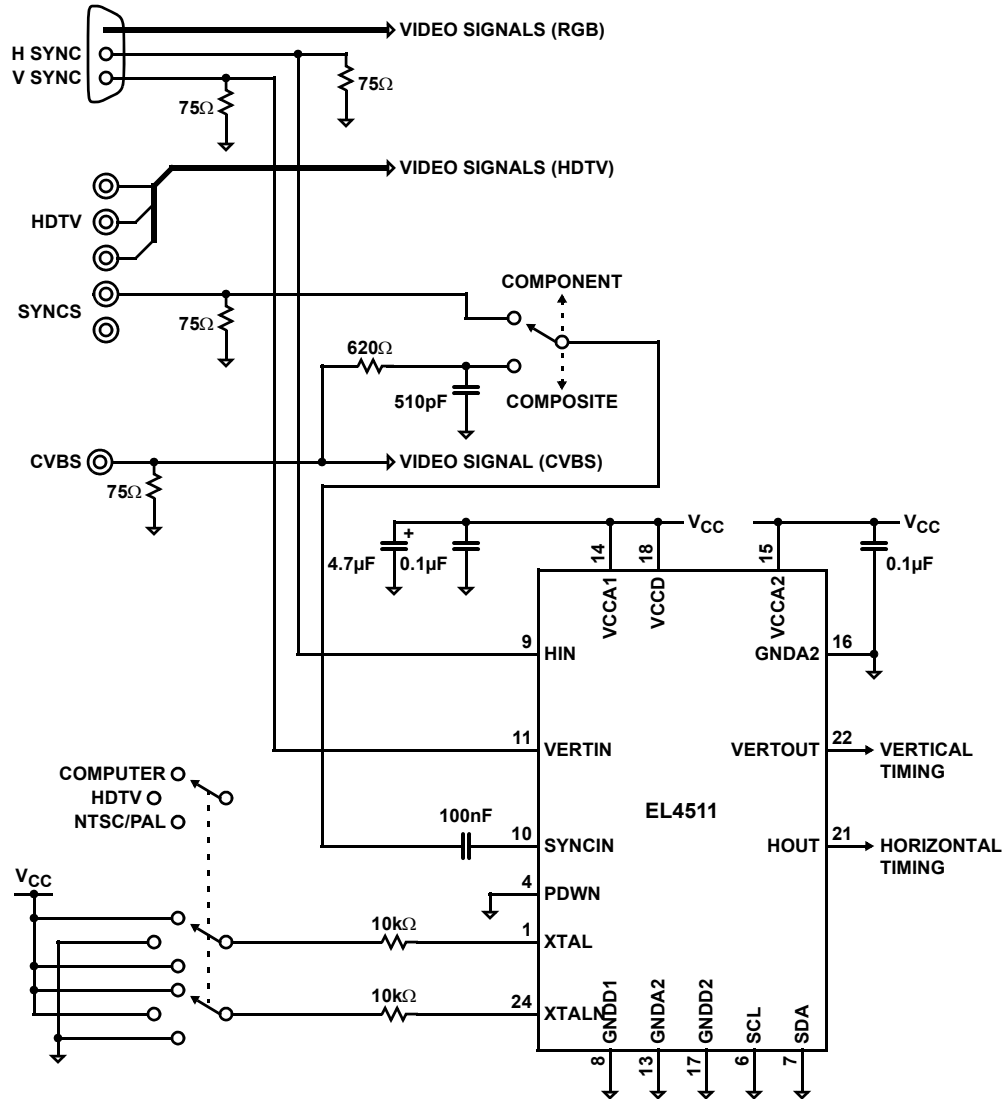 VIDEO SIGNALS (RGB)
H SYNC
V SYNC
75Ω
75Ω
VIDEO SIGNALS (HDTV)
HDTV
COMPONENT
SYNCS
75Ω
620Ω
510pF
COMPOSITE
CVBS
VIDEO SIGNAL (CVBS)
75Ω
VCC
VCC
+
4.7µF
0.1µF
14
18
15
0.1µF
VCCA1
VCCD
VCCA2
9
HIN
GNDA2
16
11
VERTIN
VERTOUT
22
VERTICAL
TIMING
COMPUTER
HDTV
NTSC/PAL
EL4511
100nF
10
SYNCIN
HOUT
21
HORIZONTAL
TIMING
VCC
4
PDWN
10kΩ
1
XTAL
10kΩ
24
XTALN
GNDD1
GNDA2
GNDD2
SCL
SDA
8
13
17
6
7